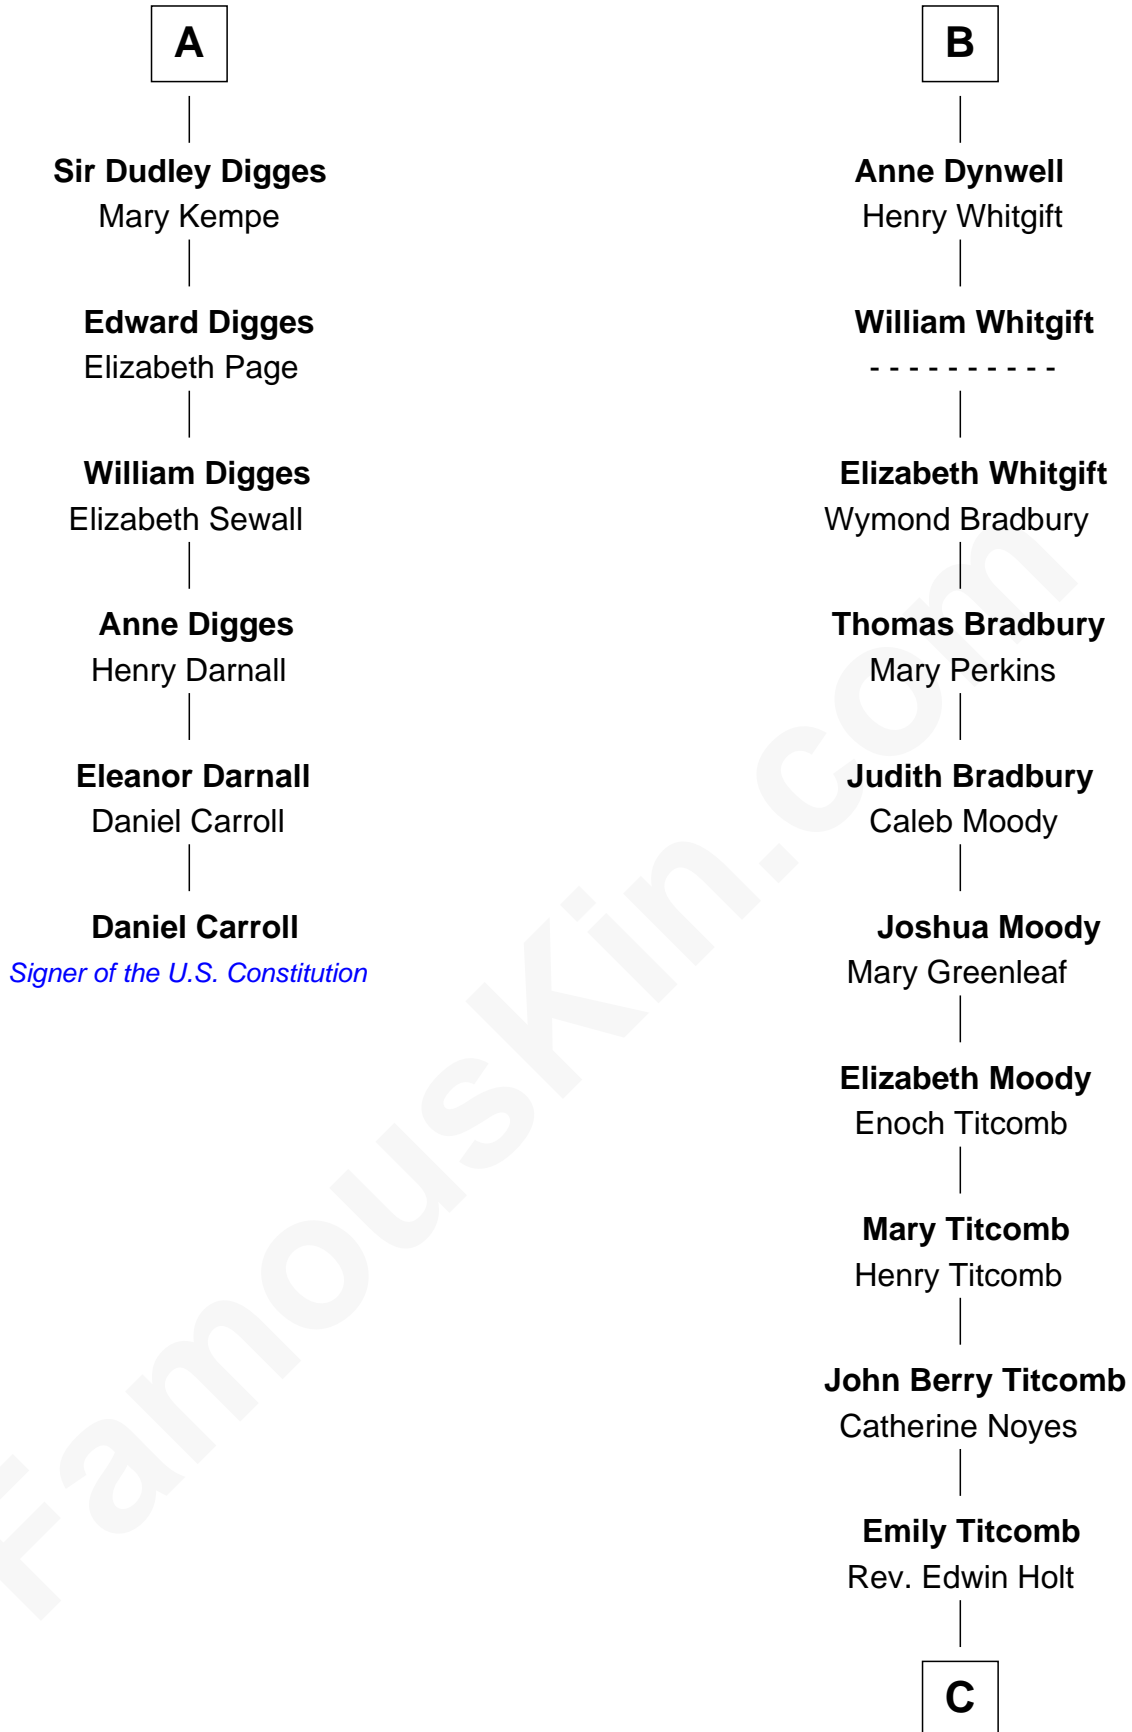 A
Sir Dudley Digges
Mary Kempe
Edward Digges
Elizabeth Page
William Digges
Elizabeth Sewall
Anne Digges
Henry Darnall
Eleanor Darnall
Daniel Carroll
Daniel Carroll
Signer of the U.S. Constitution
B
Anne Dynwell
Henry Whitgift
William Whitgift
- - - - - - - - - -
Elizabeth Whitgift
Wymond Bradbury
Thomas Bradbury
Mary Perkins
Judith Bradbury
Caleb Moody
Joshua Moody
Mary Greenleaf
Elizabeth Moody
Enoch Titcomb
Mary Titcomb
Henry Titcomb
John Berry Titcomb
Catherine Noyes
Emily Titcomb
Rev. Edwin Holt
C
FamousKin.com